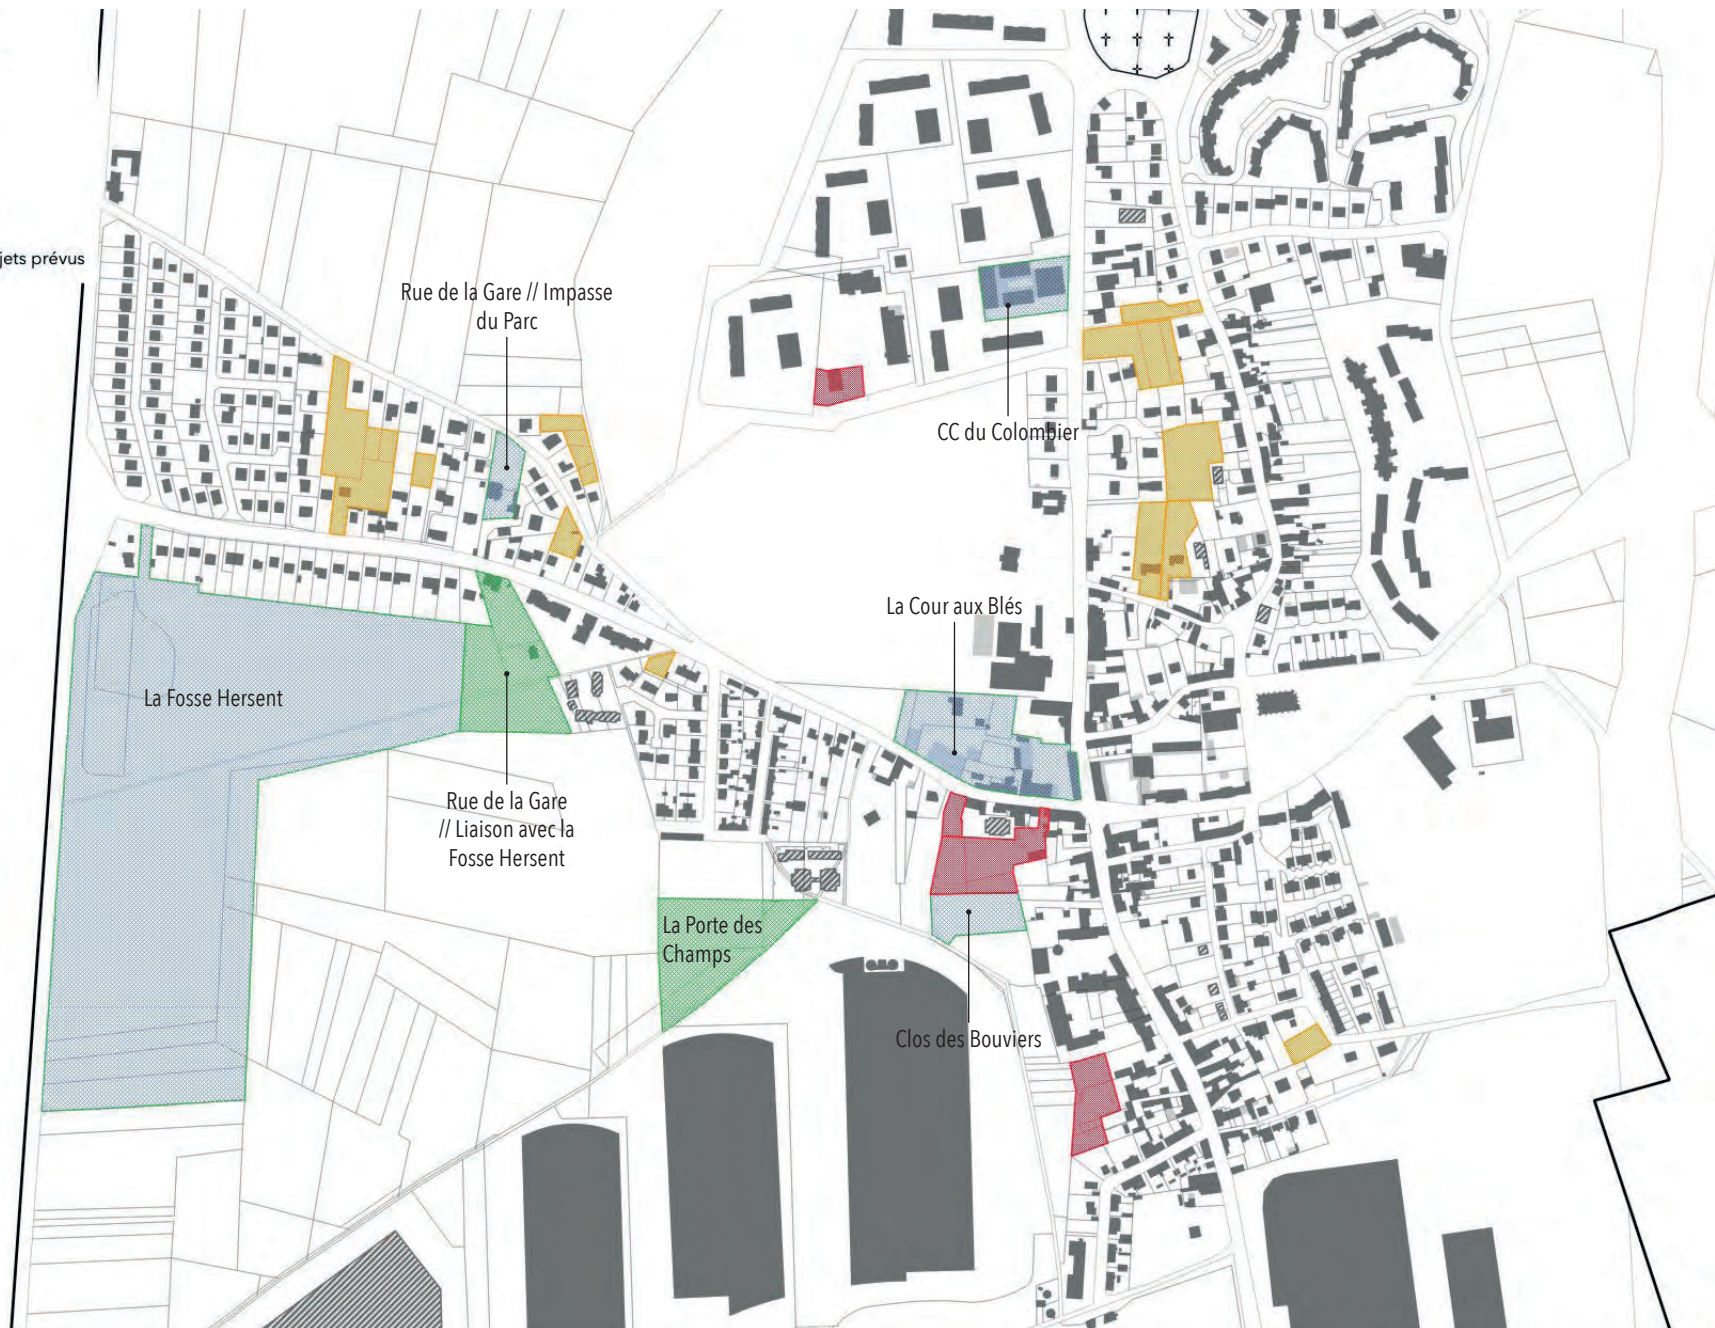 jets prévus
Rue de la Gare // Impasse
du Parc
CC du Colombier
La Cour aux Blés
La Fosse Hersent
Rue de la Gare
// Liaison avec la
Fosse Hersent
La Porte des
Champs
Clos des Bouviers